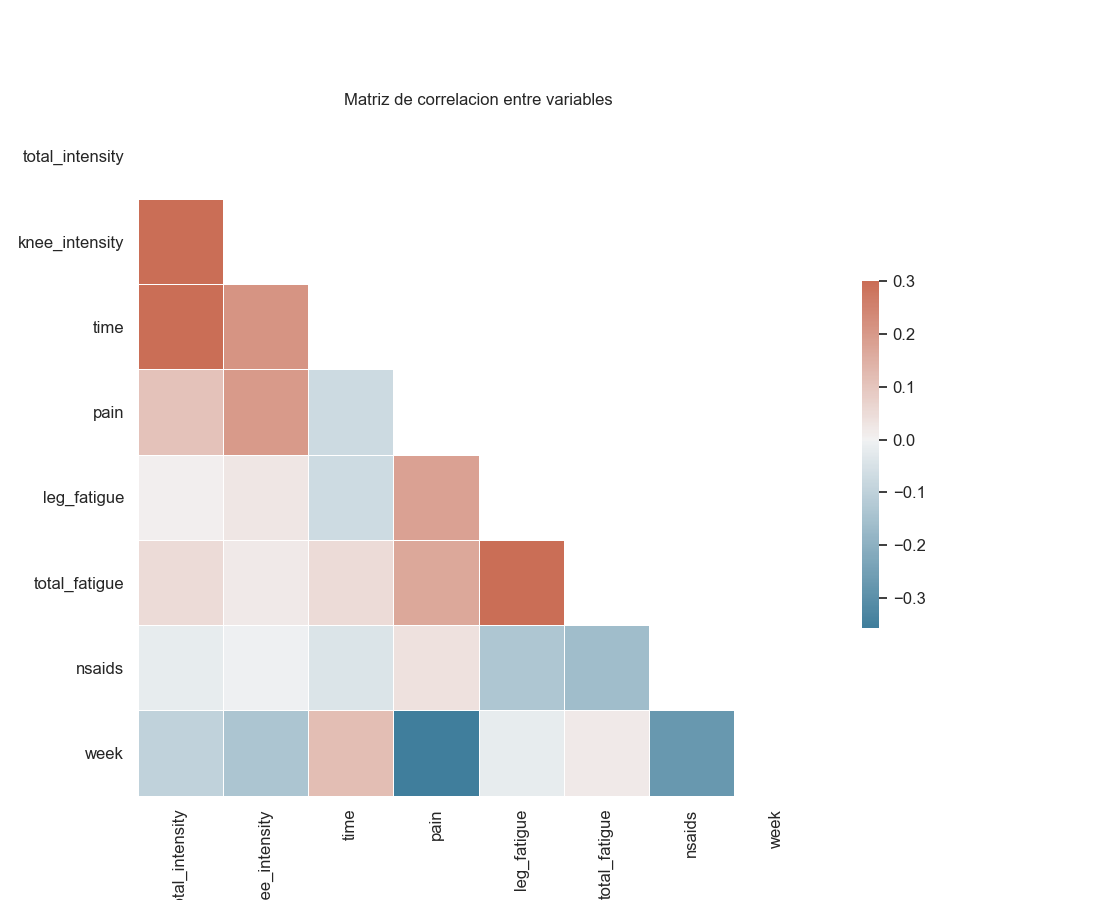 Matriz de correlacion entre variables
total_intensity
knee_intensity
time
pain
leg_fatigue
total_fatigue
nsaids
week
otal_intensity
ee_intensity
time
pain
leg_fatigue
total_fatigue
nsaids
week
0.3
0.2
0.1
0.0
−0.1
−0.2
−0.3